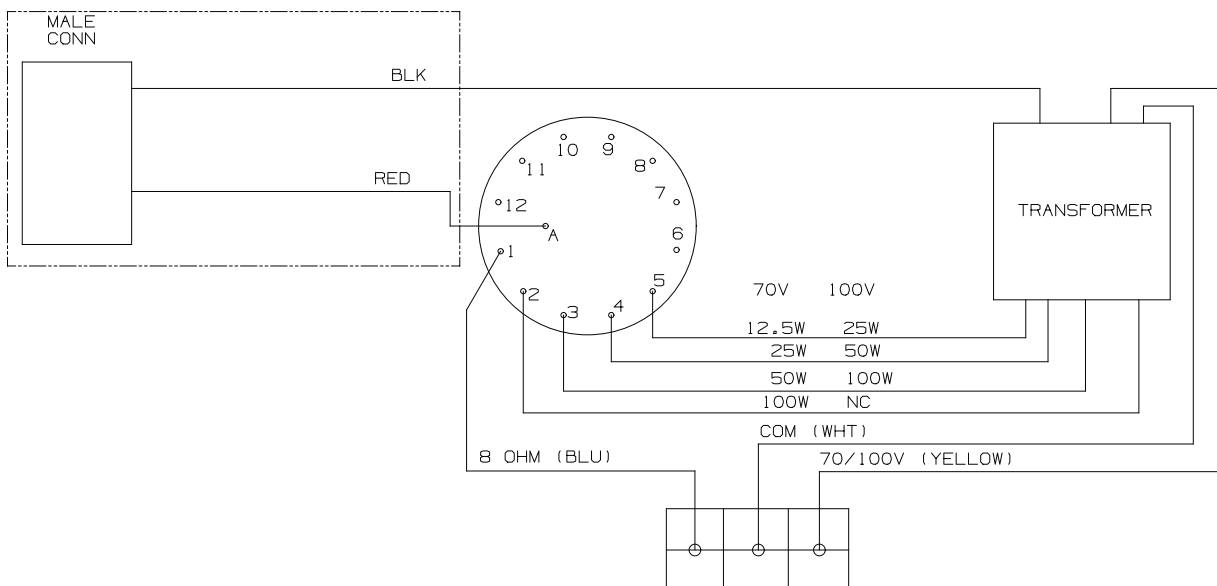 MALE
CONN
BLK
RED
10
9
11
8
12
7
A
6
1
2
3
4
5
TRANSFORMER
70V 100V
12.5W 25W
25W 50W
50W 100W
100W NC
COM (WHT)
8 OHM (BLU)
70/100V (YELLOW)